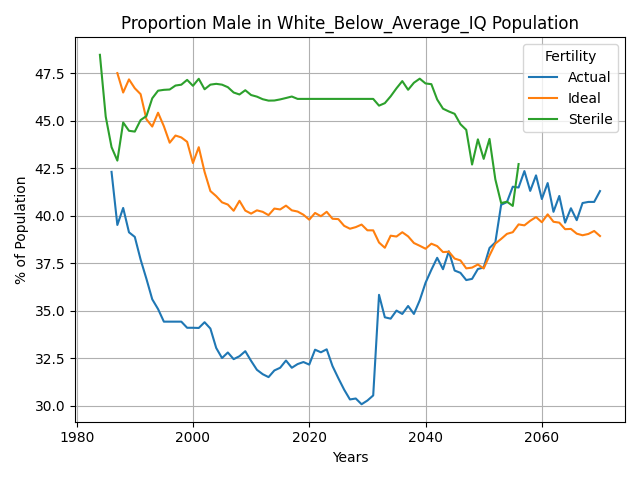 Proportion Male in White_Below_Average_IQ Population
Fertility
Actual
Ideal
Sterile
% of Population
47.5
45.0
42.5
40.0
37.5
35.0
32.5
30.0
1980
2000
2020
2040
2060
Years